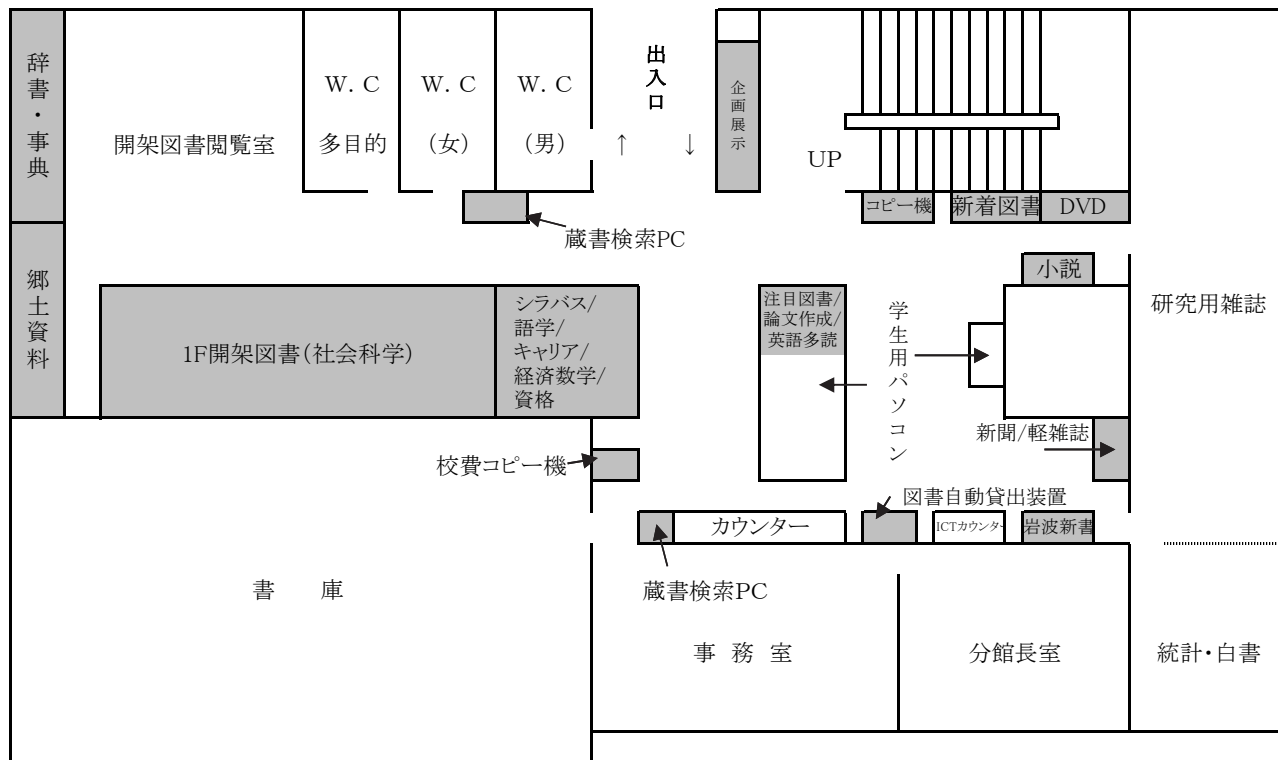 辞書・事典
開架図書閲覧室
W. C
多目的
W. C
(女)
W. C
(男)
出入口
↑
↓
企画展示
UP
コピー機
新着図書
DVD
蔵書検索PC
郷土資料
1F開架図書(社会科学)
シラバス/
語学/
キャリア/
経済数学/
資格
注目図書/
論文作成/
英語多読
学生用パソコン
小説
研究用雑誌
新聞/軽雑誌
校費コピー機
図書自動貸出装置
カウンター
ICTカウンター
岩波新書
蔵書検索PC
書 庫
事 務 室
分館長室
統計・白書